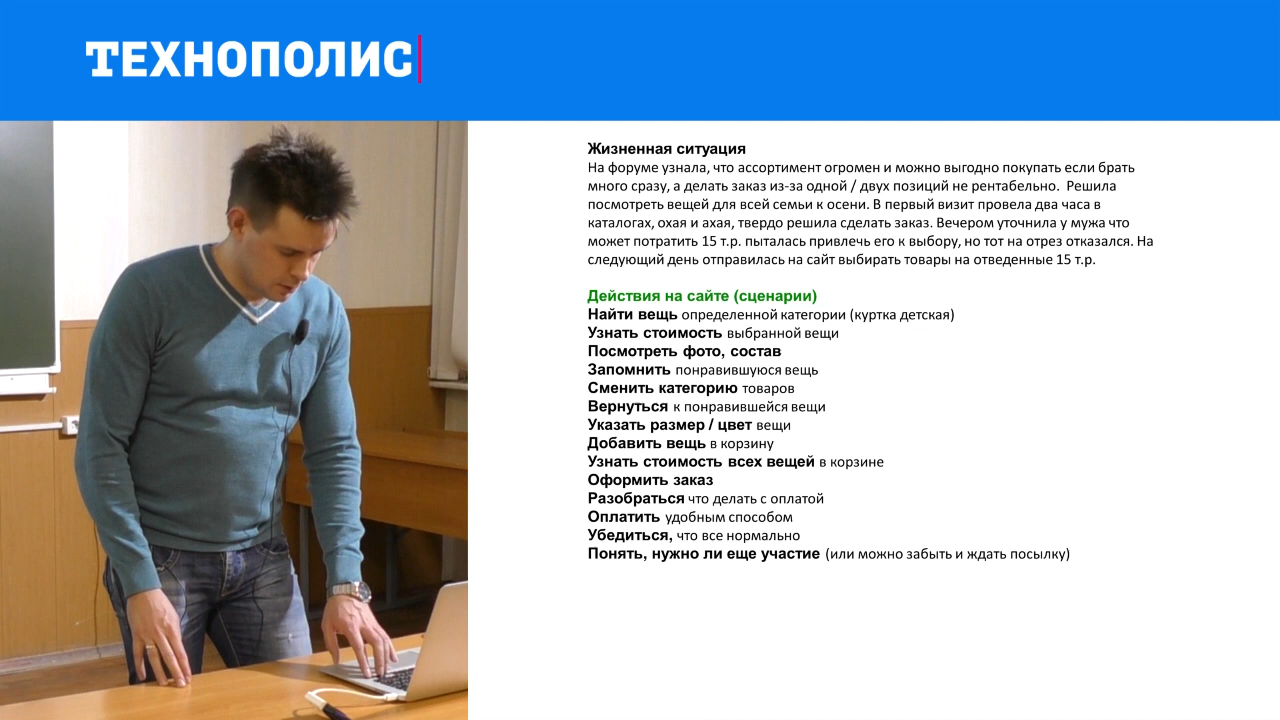 ТЕХНОПОЛИС
Жизненная ситуация
На форуме узнала, что ассортимент огромен и можно выгодно покупать если брать
много сразу, а делать заказ из-за одной / двух позиций не рентабельно. Решила
посмотреть вещей для всей семьи к осени. В первый визит провела два часа в
каталогах, охая и ахая, твердо решила сделать заказ. Вечером уточнила у мужа что
может потратить 15 т.р. пыталась привлечь его к выбору, но тот на отрез отказался. На
следующий день отправилась на сайт выбирать товары на отведенные 15 т.р.
Действия на сайте (сценарии)
Найти вещь определенной категории (куртка детская)
Узнать стоимость выбранной вещи
Посмотреть фото, состав
Запомнить понравившуюся вещь
Сменить категорию товаров
Вернуться к понравившейся вещи
Указать размер / цвет вещи
Добавить вещь в корзину
Узнать стоимость всех вещей в корзине
Оформить заказ
Разобраться что делать с оплатой
Оплатить удобным способом
Убедиться, что все нормально
Понять, нужно ли еще участие (или можно забыть и ждать посылку)